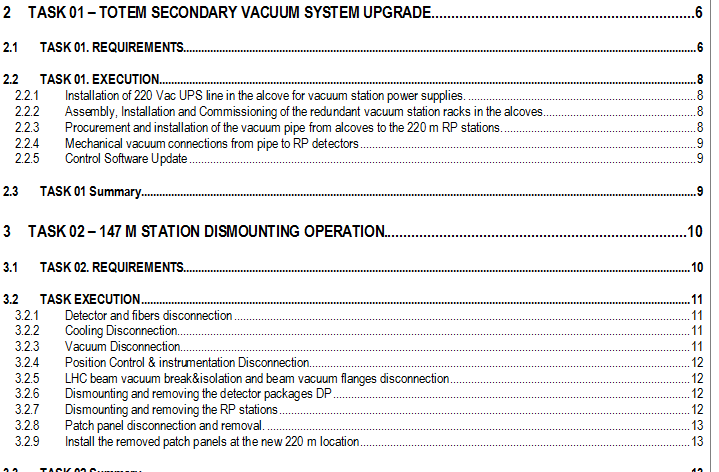 2 TASK 01 – TOTEM SECONDARY VACUUM SYSTEM UPGRADE 6
2.1 TASK 01. REQUIREMENTS 6
2.2 TASK 01. EXECUTION 8
2.2.1 Installation of 220 Vac UPS line in the alcove for vacuum station power supplies. 8
2.2.2 Assembly, Installation and Commissioning of the redundant vacuum station racks in the alcoves 8
2.2.3 Procurement and installation of the vacuum pipe from alcoves to the 220 m RP stations 8
2.2.4 Mechanical vacuum connections from pipe to RP detectors 9
2.2.5 Control Software Update 9
2.3 TASK 01 Summary 9
3 TASK 02 – 147 M STATION DISMOUNTING OPERATION 10
3.1 TASK 02. REQUIREMENTS 10
3.2 TASK EXECUTION 11
3.2.1 Detector and fibers disconnection 11
3.2.2 Cooling Disconnection 11
3.2.3 Vacuum Disconnection 11
3.2.4 Position Control & instrumentation Disconnection 12
3.2.5 LHC beam vacuum break&isolation and beam vacuum flanges disconnection 12
3.2.6 Dismounting and removing the detector packages DP 12
3.2.7 Dismounting and removing the RP stations 12
3.2.8 Patch panel disconnection and removal. 13
3.2.9 Install the removed patch panels at the new 220 m location 13